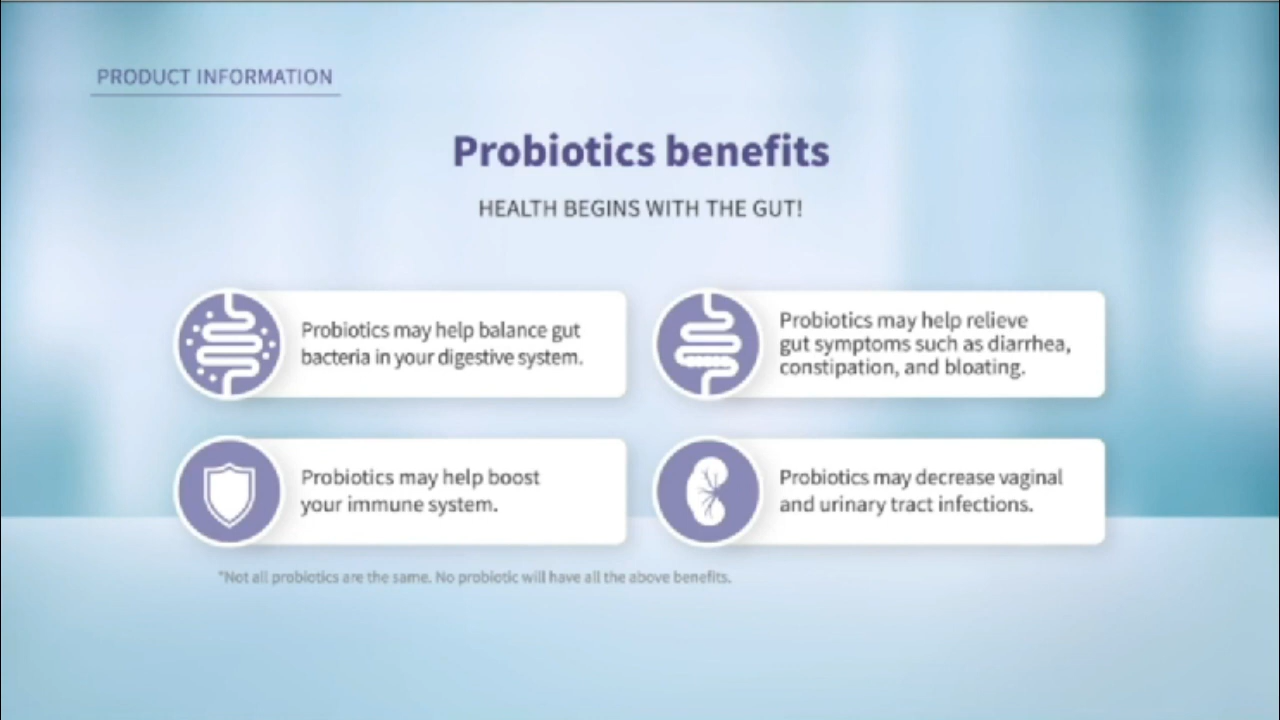 PRODUCT INFORMATION
Probiotics benefits
HEALTH BEGINS WITH THE GUT!
Probiotics may help balance gut
bacteria in your digestive system.
Probiotics may help relieve
gut symptoms such as diarrhea,
constipation, and bloating.
Probiotics may help boost
your immune system.
Probiotics may decrease vaginal
and urinary tract infections.
*Not all probiotics are the same. No probiotic will have all the above benefits.